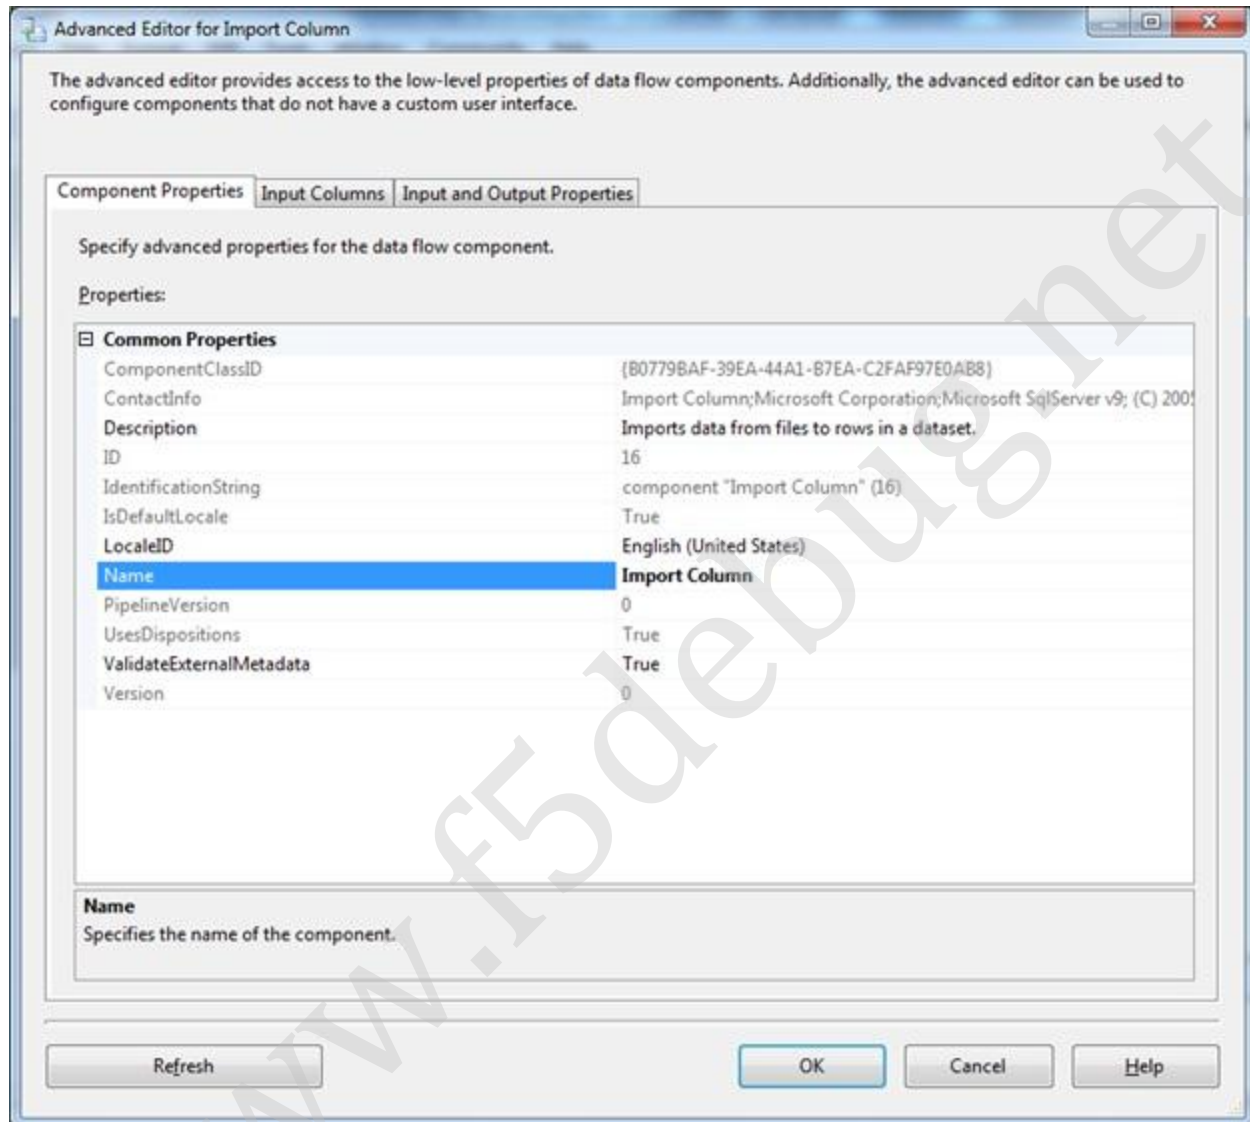 Advanced Editor for Import Column
The advanced editor provides access to the low-level properties of data flow components. Additionally, the advanced editor can be used to
configure components that do not have a custom user interface.
Component Properties Input Columns Input and Output Properties
Specify advanced properties for the data flow component.
Properties:
Common Properties
ComponentClassID {B0779BAF-39EA-44A1-B7EA-C2FAF97E0AB8}
ContactInfo Import Column;Microsoft Corporation;Microsoft SqlServer v9; (C) 2005
Description Imports data from files to rows in a dataset.
ID 16
IdentificationString component "Import Column" (16)
IsDefaultLocale True
LocaleID English (United States)
Name Import Column
PipelineVersion 0
UsesDispositions True
ValidateExternalMetadata True
Version 0
Name
Specifies the name of the component.
Refresh OK Cancel Help
ww.f5debug.net